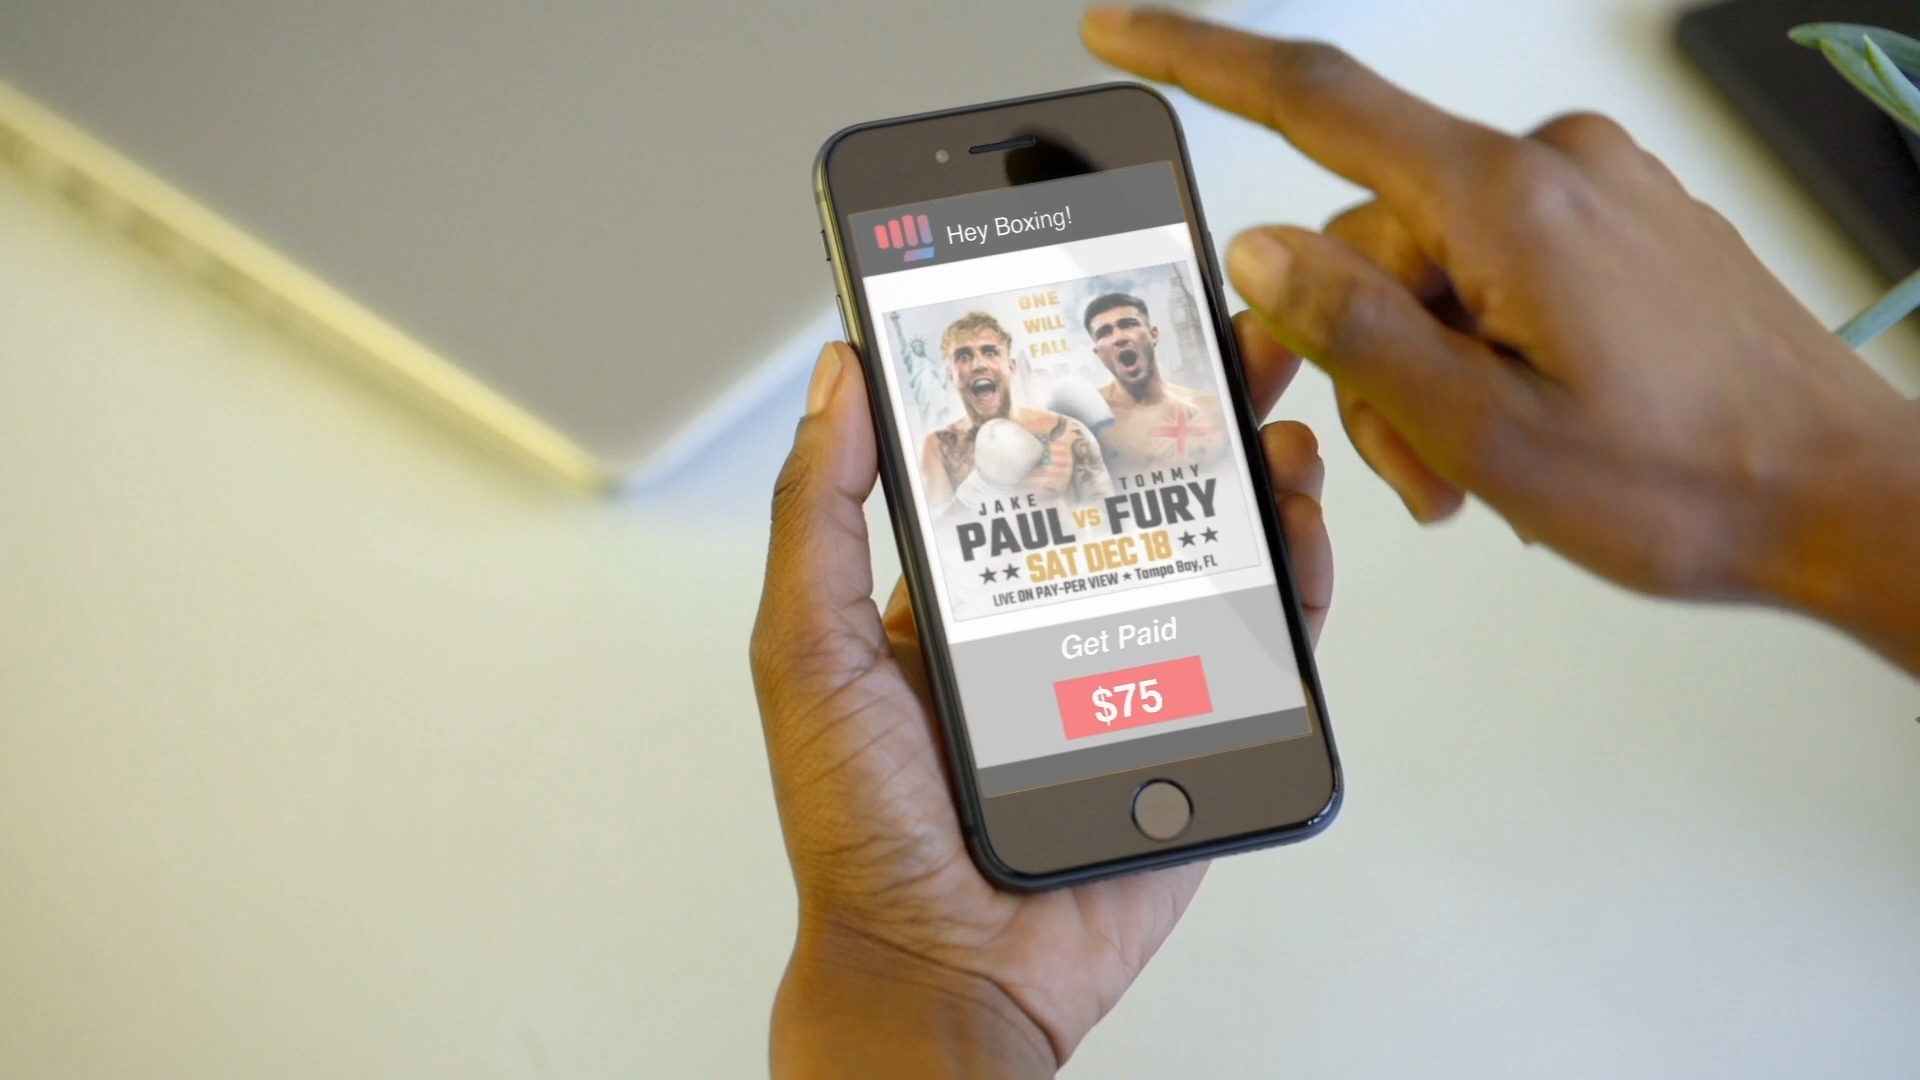 Hey Boxing!
ONE
WILL
FALL
JAKE
TOMMY
PAUL VS FURY
★★ SAT DEC 18 ★★
LIVE ON PAY-PER VIEW ★ Tampa Bay, FL
Get Paid
$75